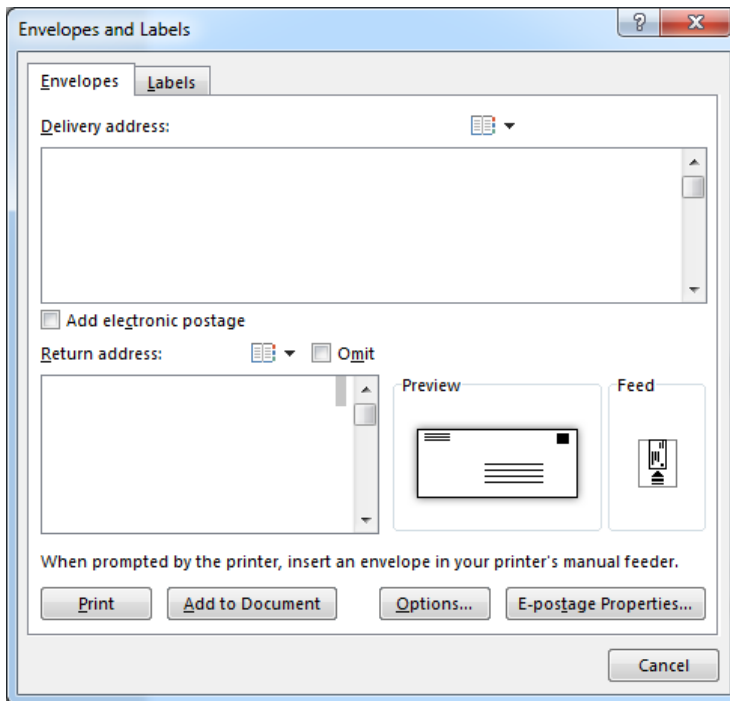 Envelopes and Labels
?
Envelopes Labels
Delivery address:
Add electronic postage
Return address: Omit
Preview Feed
When prompted by the printer, insert an envelope in your printer's manual feeder.
Print Add to Document Options... E-postage Properties...
Cancel